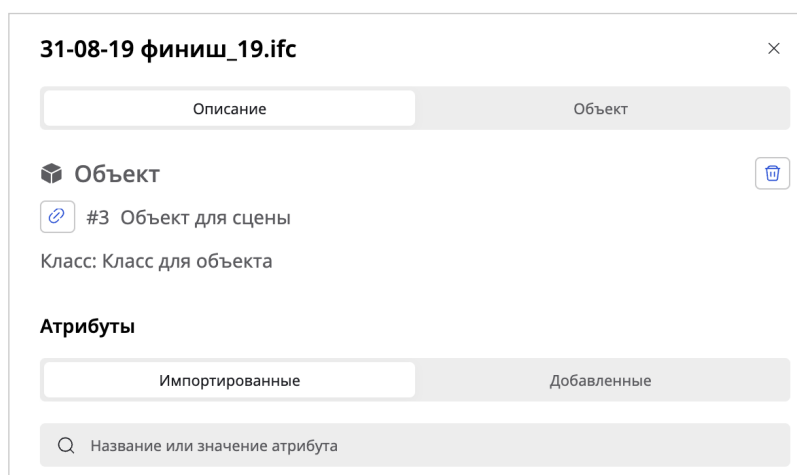 31-08-19 финиш_19.ifc
Описание Объект
Объект
#3 Объект для сцены
Класс: Класс для объекта
Атрибуты
Импортированные Добавленные
Название или значение атрибута